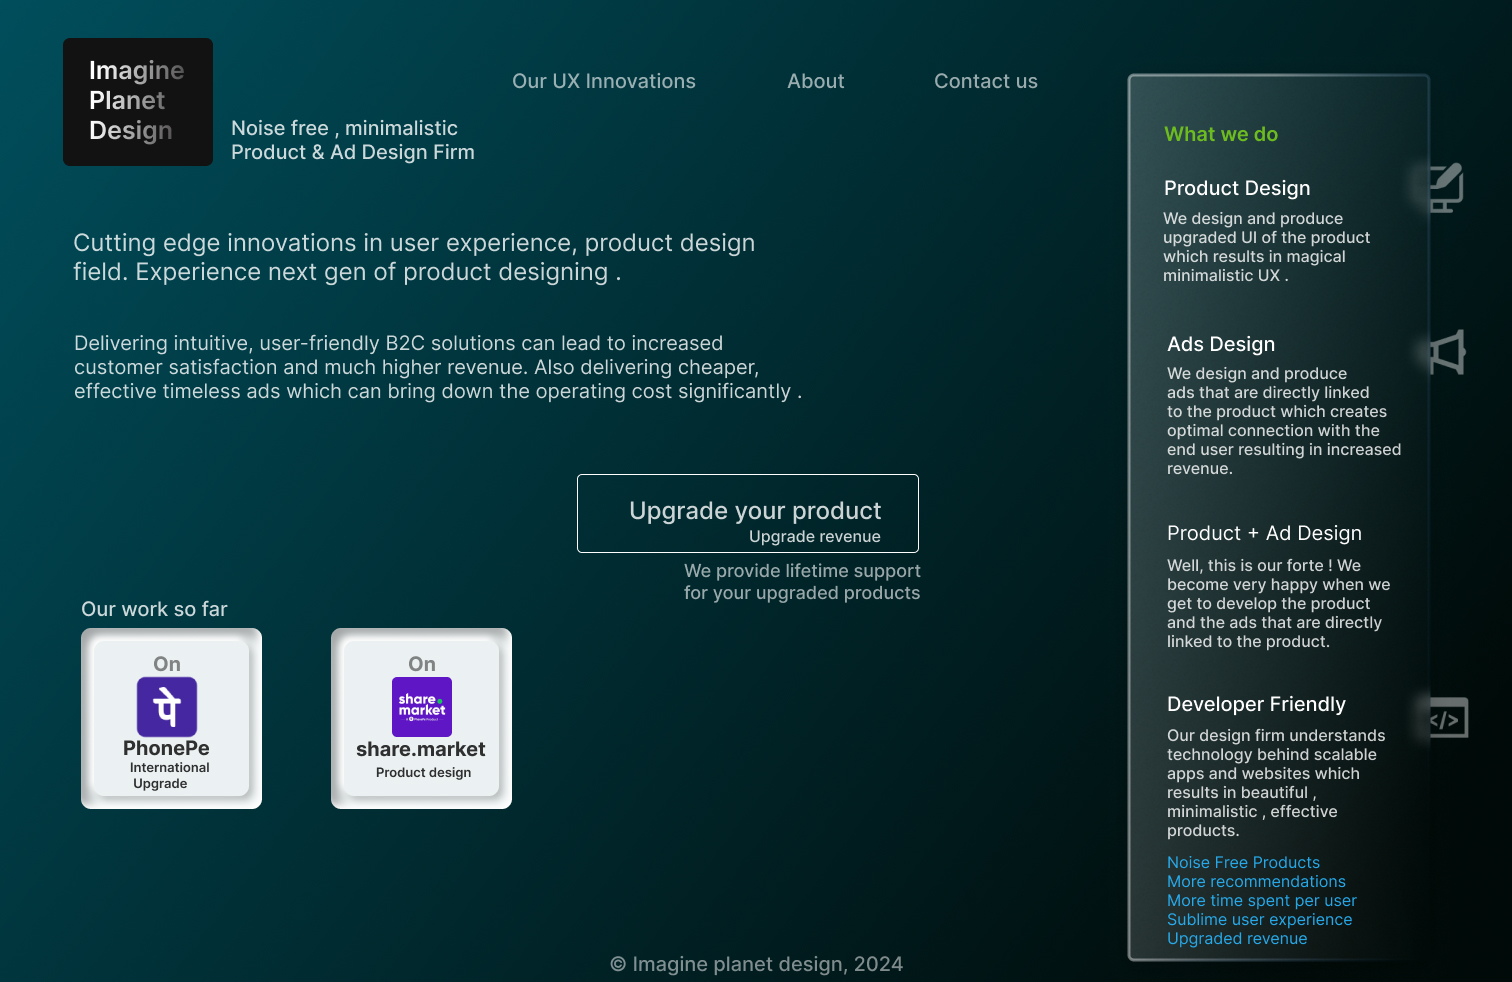 Imagine
Planet
Design
Noise free , minimalistic
Product & Ad Design Firm
Our UX Innovations
About
Contact us
Cutting edge innovations in user experience, product design
field. Experience next gen of product designing .
Delivering intuitive, user-friendly B2C solutions can lead to increased
customer satisfaction and much higher revenue. Also delivering cheaper,
effective timeless ads which can bring down the operating cost significantly .
Upgrade your product
Upgrade revenue
We provide lifetime support
for your upgraded products
Our work so far
On
पे
PhonePe
International
Upgrade
On
share.
market
A पे PhonePe Product
share.market
Product design
What we do
Product Design
We design and produce
upgraded UI of the product
which results in magical
minimalistic UX .
Ads Design
We design and produce
ads that are directly linked
to the product which creates
optimal connection with the
end user resulting in increased
revenue.
Product + Ad Design
Well, this is our forte ! We
become very happy when we
get to develop the product
and the ads that are directly
linked to the product.
Developer Friendly
Our design firm understands
technology behind scalable
apps and websites which
results in beautiful ,
minimalistic , effective
products.
</>
Noise Free Products
More recommendations
More time spent per user
Sublime user experience
Upgraded revenue
© Imagine planet design, 2024